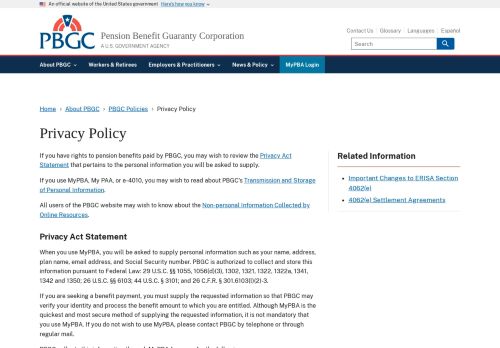 An official website of the United States government Here's how you know
PBGC
Pension Benefit Guaranty Corporation
A U.S. GOVERNMENT AGENCY
Contact Us Glossary Languages Español
Search
About PBGC Workers & Retirees Employers & Practitioners News & Policy MyPBA Login
Home › About PBGC › PBGC Policies › Privacy Policy
Privacy Policy
If you have rights to pension benefits paid by PBGC, you may wish to review the Privacy Act
Statement that pertains to the personal information you will be asked to supply.
If you use MyPBA, My PAA, or e-4010, you may wish to read about PBGC's Transmission and Storage
of Personal Information.
All users of the PBGC website may wish to know about the Non-personal Information Collected by
Online Resources.
Related Information
• Important Changes to ERISA Section
4062(e)
• 4062(e) Settlement Agreements
Privacy Act Statement
When you use MyPBA, you will be asked to supply personal information such as your name, address,
plan name, email address, and Social Security number. PBGC is authorized to collect and store this
information pursuant to Federal Law: 29 U.S.C. §§ 1055, 1056(d)(3), 1302, 1321, 1322, 1322a, 1341,
1342 and 1350; 26 U.S.C. §§ 6103; 44 U.S.C. § 3101; and 26 C.F.R. § 301.6103(i)(2)-3.
If you are seeking a benefit payment, you must supply the requested information so that PBGC may
verify your identity and process the benefit amount to which you are entitled. Although MyPBA is the
quickest and most secure method of supplying the requested information, it is not mandatory that
you use MyPBA. If you do not wish to use MyPBA, please contact PBGC by telephone or through
regular mail.